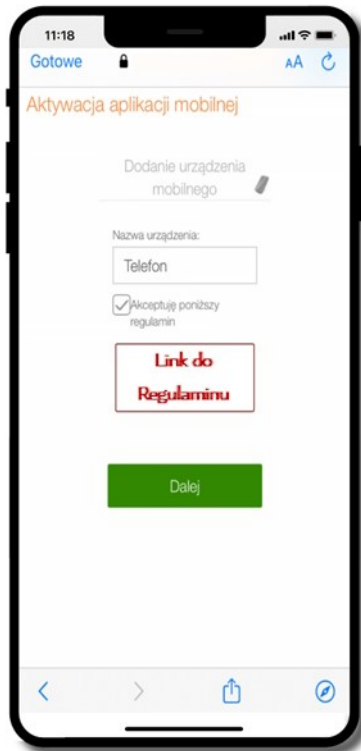 11:18
Gotowe AA
Aktywacja aplikacji mobilnej
Dodanie urządzenia
mobilnego
Nazwa urządzenia:
Telefon
Akceptuję poniższy
regulamin
Link do
Regulaminu
Dalej